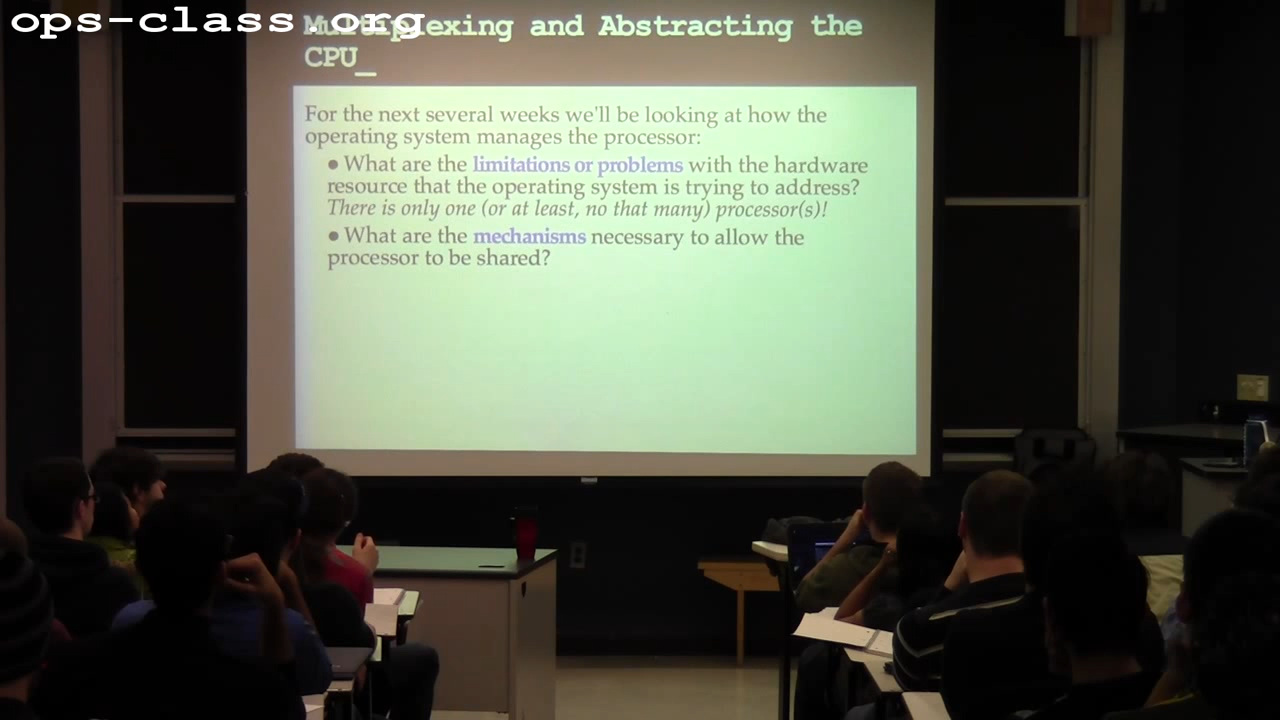 ops-class.org
Multiplexing and Abstracting the
CPU_
For the next several weeks we'll be looking at how the
operating system manages the processor:
● What are the limitations or problems with the hardware
resource that the operating system is trying to address?
There is only one (or at least, no that many) processor(s)!
● What are the mechanisms necessary to allow the
processor to be shared?